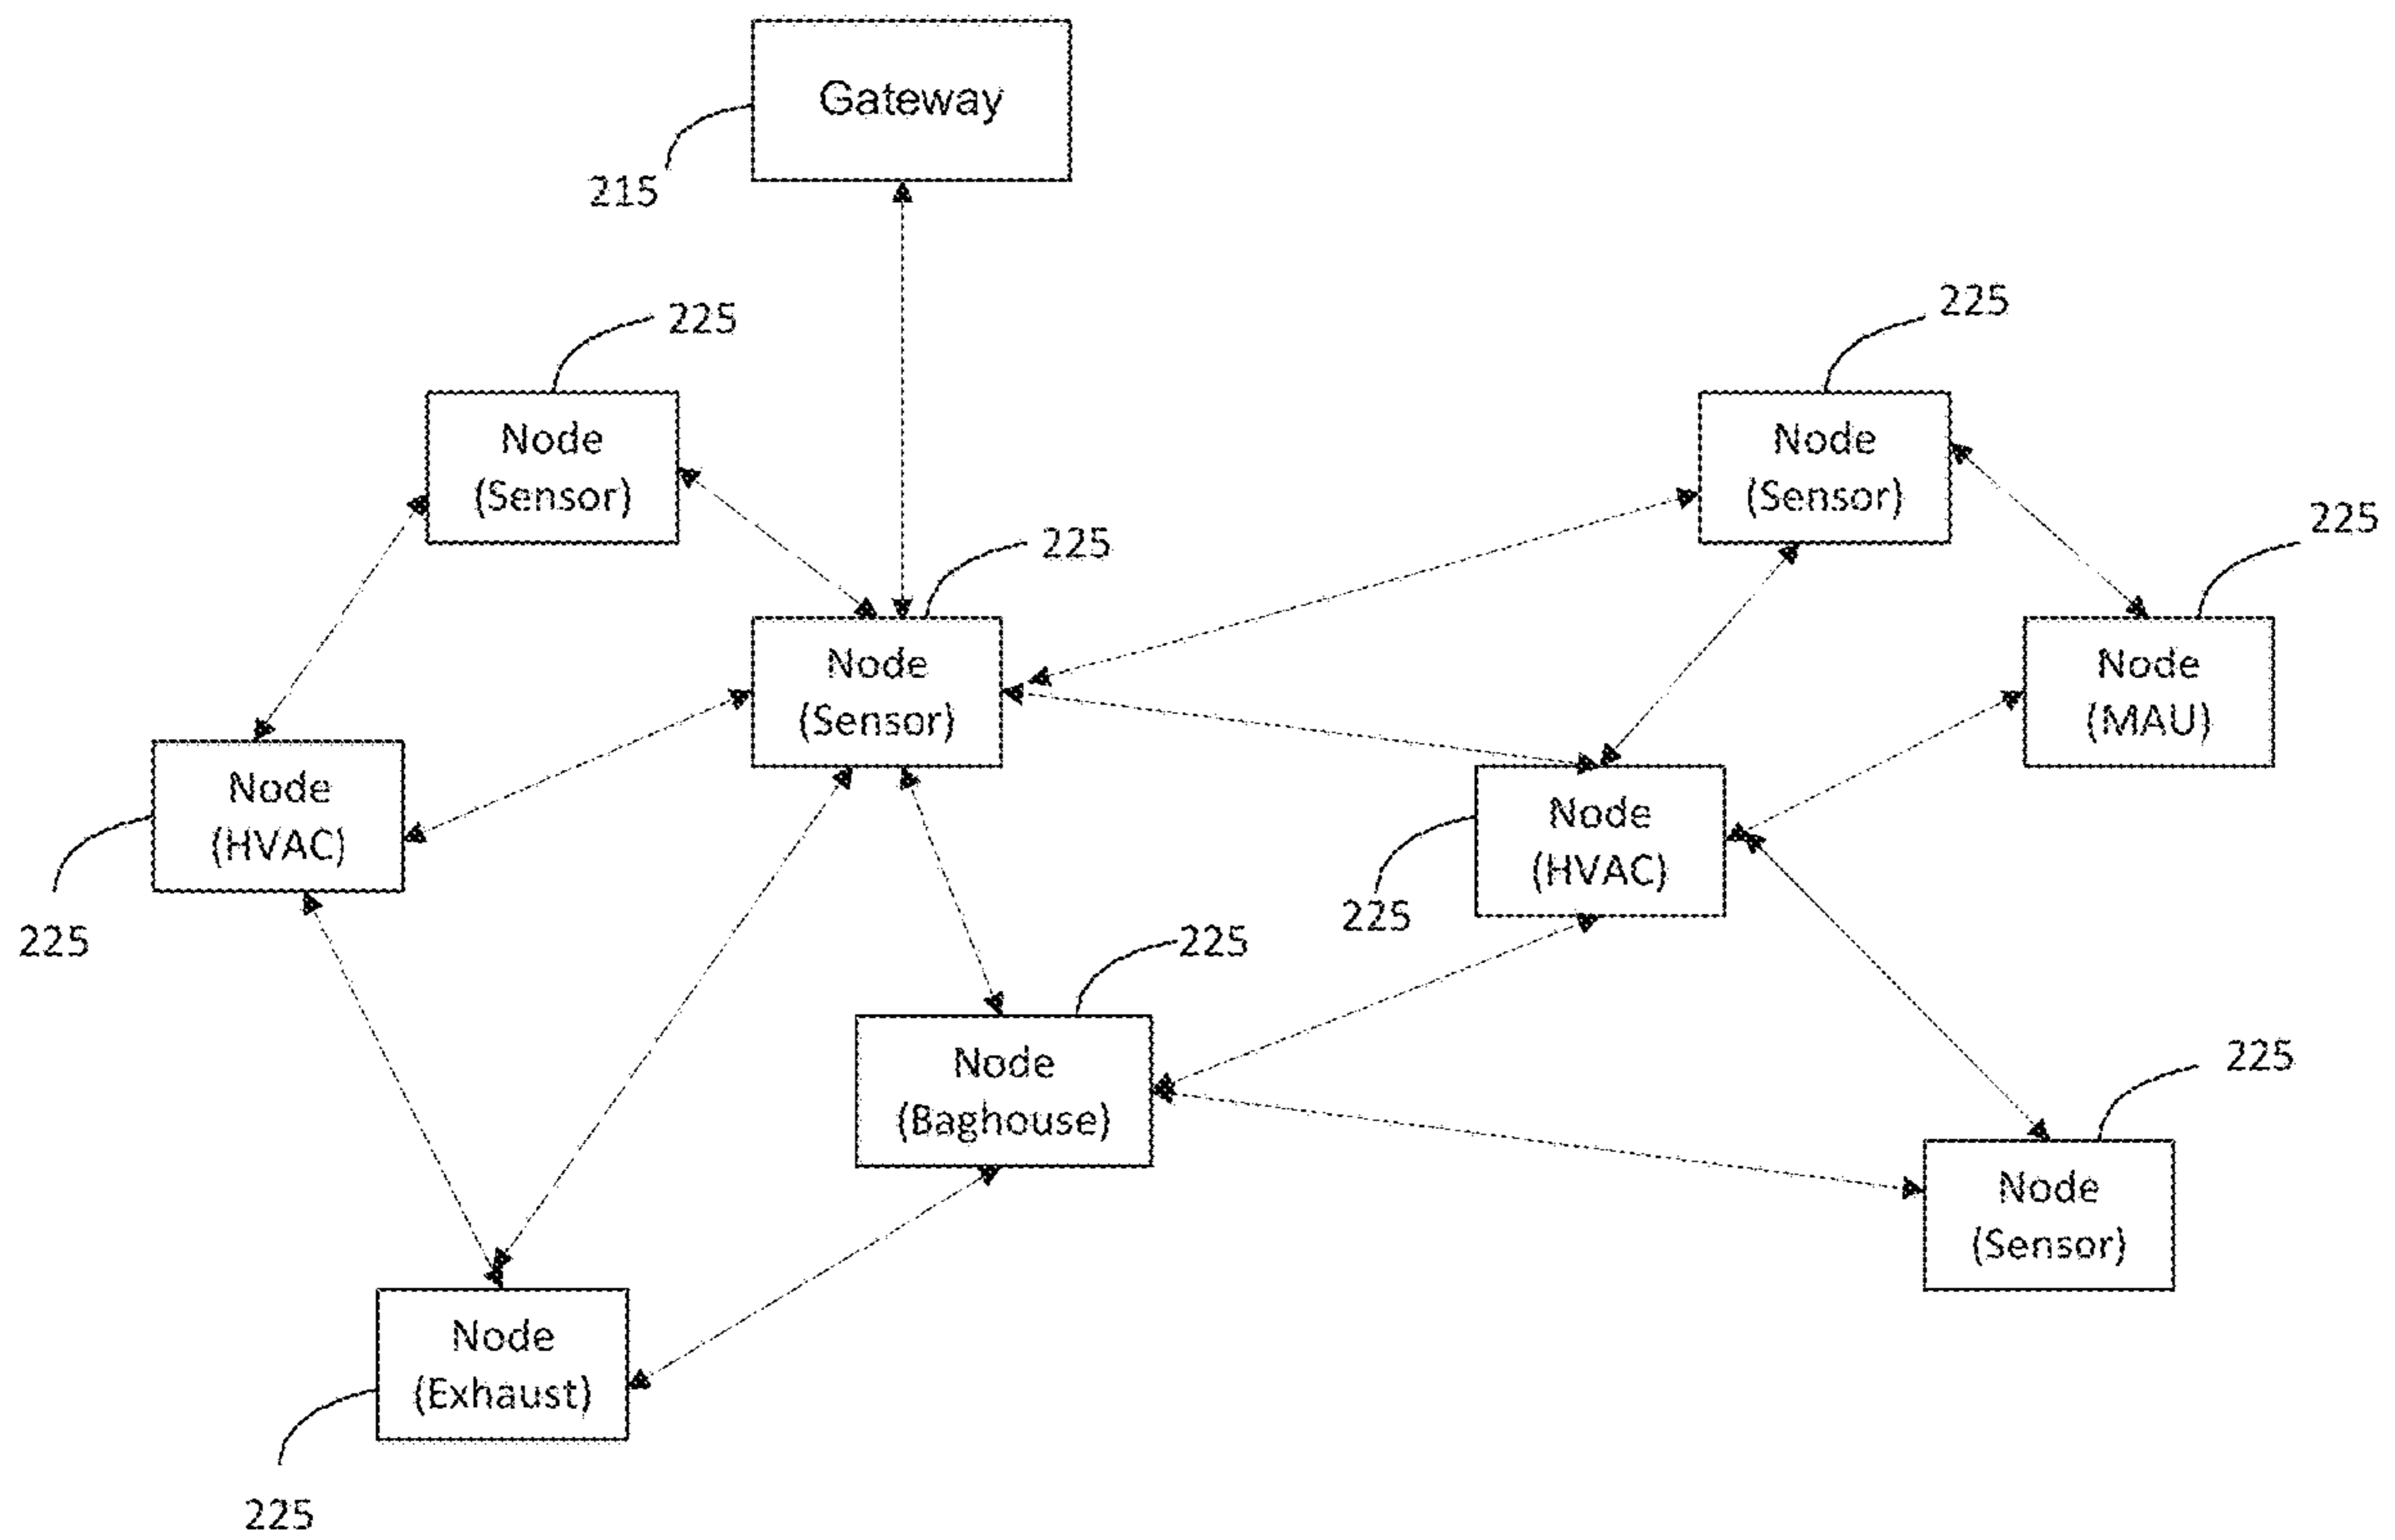 Gateway
215
225
225
Node
(Sensor)
Node
(Sensor)
225
225
Node
(Sensor)
Node
(MAU)
Node
(HVAC)
Node
(HVAC)
225
225
225
Node
(Baghouse)
225
Node
(Sensor)
Node
(Exhaust)
225